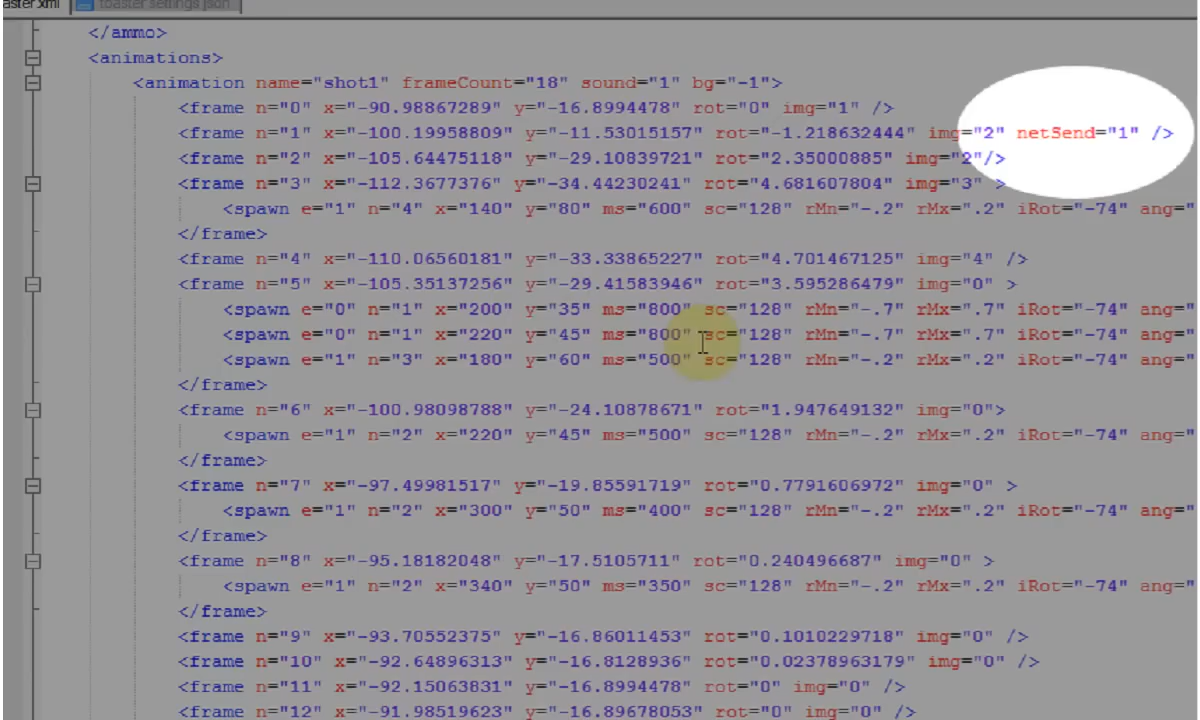 aster.xml toaster settings.json
</ammo>
<animations>
<animation name="shot1" frameCount="18" sound="1" bg="-1">
<frame n="0" x="-90.98867289" y="-16.8994478" rot="0" img="1" />
<frame n="1" x="-100.19958809" y="-11.53015157" rot="-1.218632444" img="2" netSend="1" />
<frame n="2" x="-105.64475118" y="-29.10839721" rot="2.35000885" img="2"/>
<frame n="3" x="-112.3677376" y="-34.44230241" rot="4.681607804" img="3" >
<spawn e="1" n="4" x="140" y="80" ms="600" sc="128" rMn="-.2" rMx=".2" iRot="-74" ang="
</frame>
<frame n="4" x="-110.06560181" y="-33.33865227" rot="4.701467125" img="4" />
<frame n="5" x="-105.35137256" y="-29.41583946" rot="3.595286479" img="0" >
<spawn e="0" n="1" x="200" y="35" ms="800" sc="128" rMn="-.7" rMx=".7" iRot="-74" ang="
<spawn e="0" n="1" x="220" y="45" ms="800" sc="128" rMn="-.7" rMx=".7" iRot="-74" ang="
<spawn e="1" n="3" x="180" y="60" ms="500" sc="128" rMn="-.2" rMx=".2" iRot="-74" ang="
</frame>
<frame n="6" x="-100.98098788" y="-24.10878671" rot="1.947649132" img="0">
<spawn e="1" n="2" x="220" y="45" ms="500" sc="128" rMn="-.2" rMx=".2" iRot="-74" ang="
</frame>
<frame n="7" x="-97.49981517" y="-19.85591719" rot="0.7791606972" img="0" >
<spawn e="1" n="2" x="300" y="50" ms="400" sc="128" rMn="-.2" rMx=".2" iRot="-74" ang="
</frame>
<frame n="8" x="-95.18182048" y="-17.5105711" rot="0.240496687" img="0" >
<spawn e="1" n="2" x="340" y="50" ms="350" sc="128" rMn="-.2" rMx=".2" iRot="-74" ang="
</frame>
<frame n="9" x="-93.70552375" y="-16.86011453" rot="0.1010229718" img="0" />
<frame n="10" x="-92.64896313" y="-16.8128936" rot="0.02378963179" img="0" />
<frame n="11" x="-92.15063831" y="-16.8994478" rot="0" img="0" />
<frame n="12" x="-91.98519623" y="-16.89678053" rot="0" img="0" />